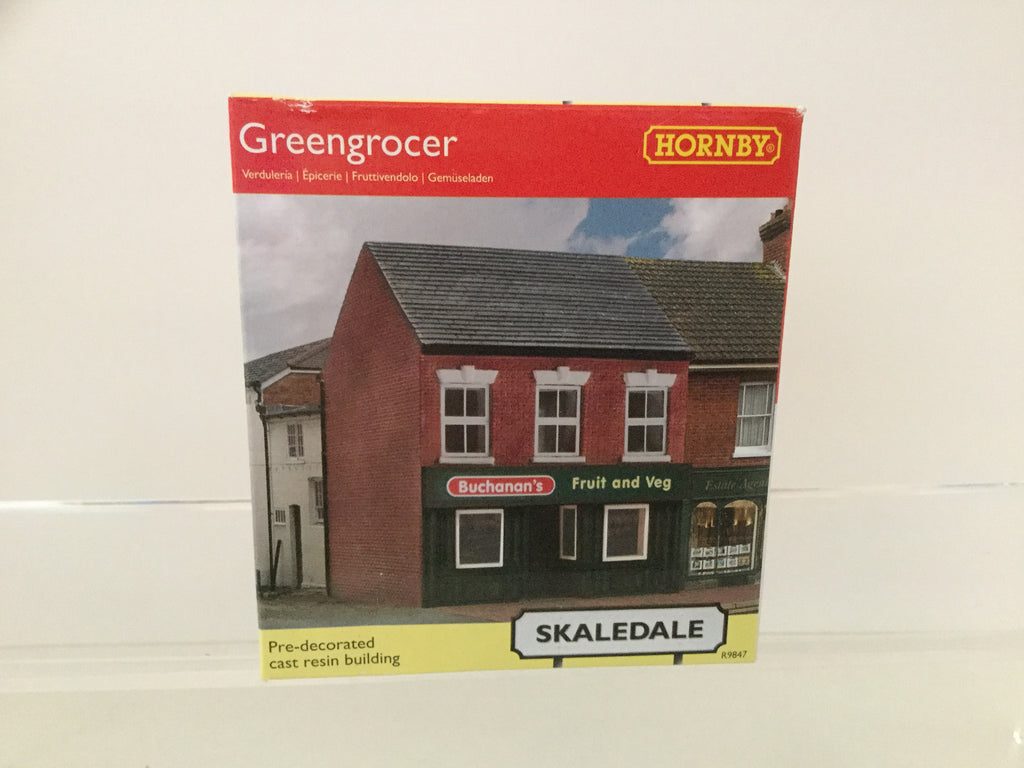 Greengrocer
HORNBY®
Verduleria | Épicerie | Fruttivendolo | Gemüseladen
Buchanan's Fruit and Veg
Estate Agent
Pre-decorated
cast resin building
SKALEDALE
R9847